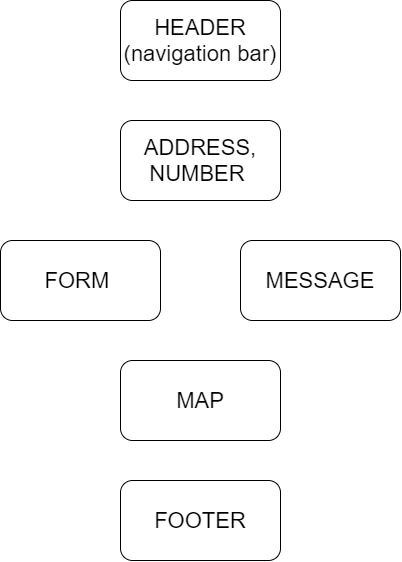 HEADER
(navigation bar)
ADDRESS,
NUMBER
FORM
MESSAGE
MAP
FOOTER